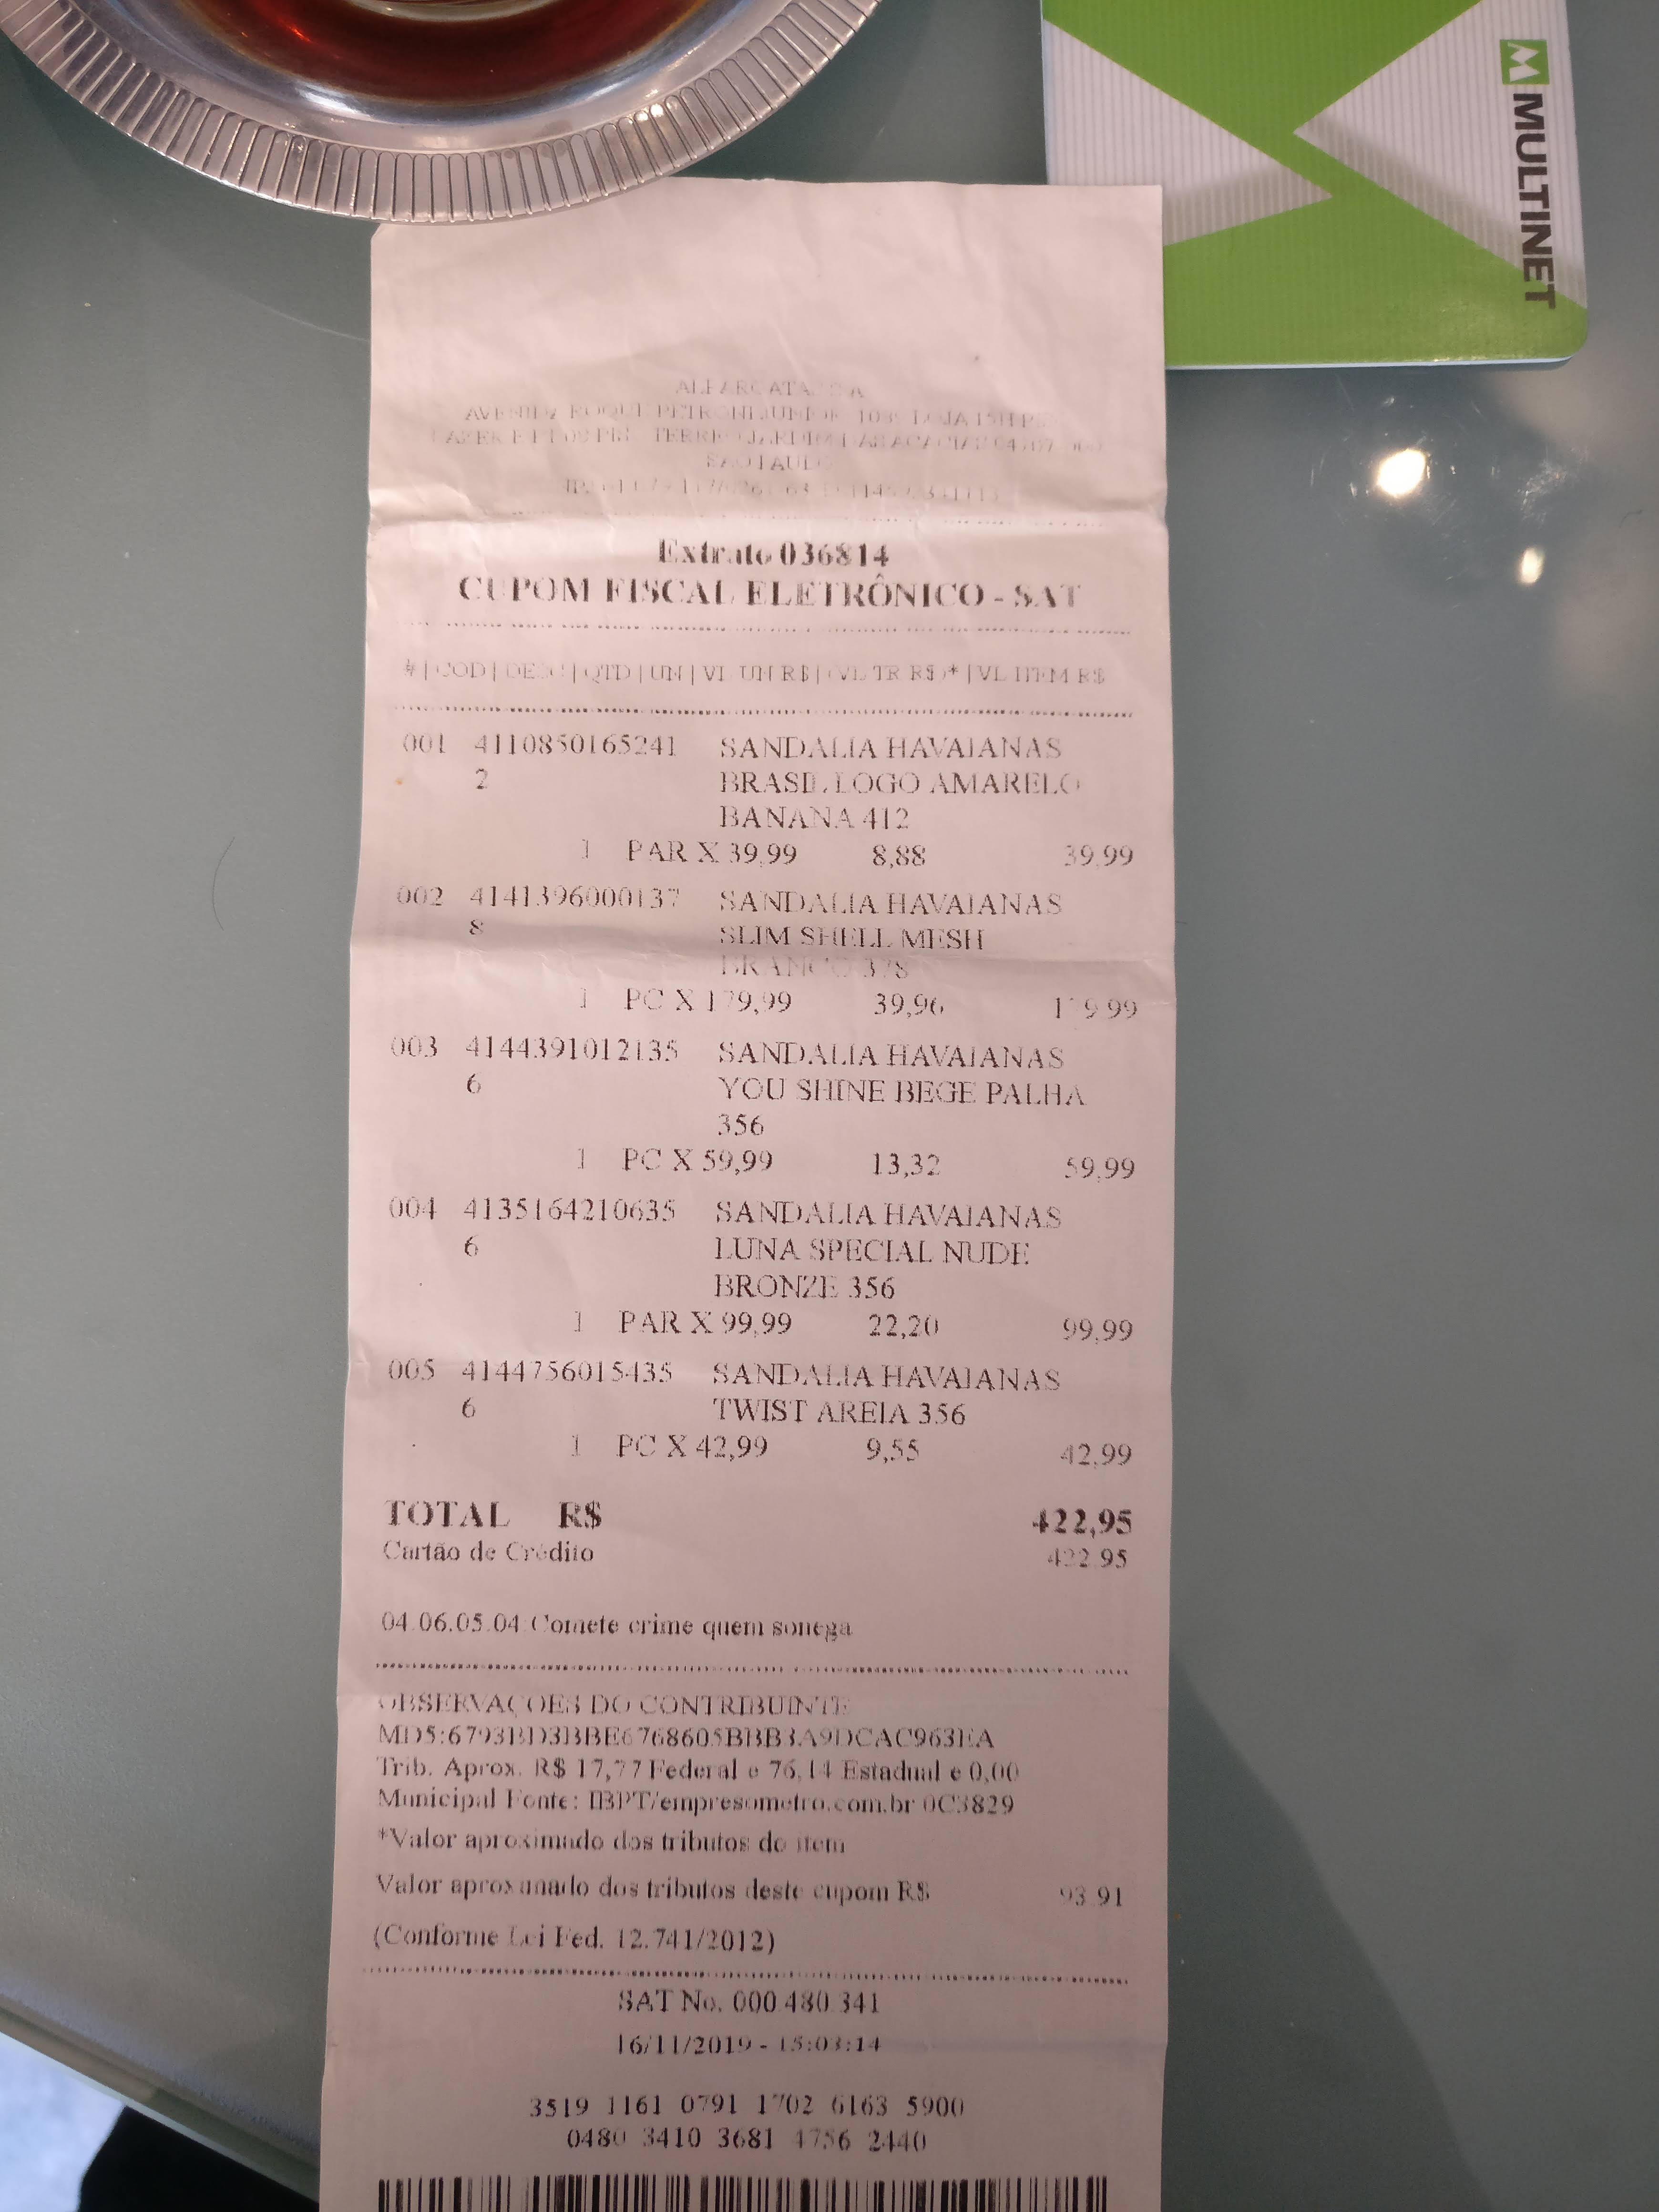 MULTINET
AVENIDA ROQUE PETRONI JUNIOR 1089 LOJA
JARDIM DAS ACACIAS
SAO PAULO
Extrato 036814
CUPOM FISCAL ELETRÔNICO - SAT
# | COD | DESC | QTD | UN | VL UN R$ | (VL TR R$)* | VL ITEM R$
001 4110850165241 SANDALIA HAVAIANAS
2 BRASIL LOGO AMARELO
BANANA 412
1 PAR X 39,99 8,88 39,99
002 4141396000137 SANDALIA HAVAIANAS
8 SLIM SHELL MESH
BRANCO 378
1 PC X 179,99 39,96 179,99
003 4144391012135 SANDALIA HAVAIANAS
6 YOU SHINE BEGE PALHA
356
1 PC X 59,99 13,32 59,99
004 4135164210635 SANDALIA HAVAIANAS
6 LUNA SPECIAL NUDE
BRONZE 356
1 PAR X 99,99 22,20 99,99
005 4144756015435 SANDALIA HAVAIANAS
6 TWIST AREIA 356
1 PC X 42,99 9,55 42,99
TOTAL R$ 422,95
Cartão de Crédito 422,95
04.06.05.04 Comete crime quem sonega
OBSERVAÇOES DO CONTRIBUINTE
MD5:6793BD3BBE6768605BBB3A9DCAC963EA
Trib. Aprox. R$ 17,77 Federal e 76,14 Estadual e 0,00
Municipal Fonte: IBPT/empresometro.com.br 0C3829
*Valor aproximado dos tributos do item
Valor aproximado dos tributos deste cupom R$ 93,91
(Conforme Lei Fed. 12.741/2012)
SAT No. 000.480.341
16/11/2019 - 15:03:14
3519 1161 0791 1702 6163 5900
0480 3410 3681 4756 2440